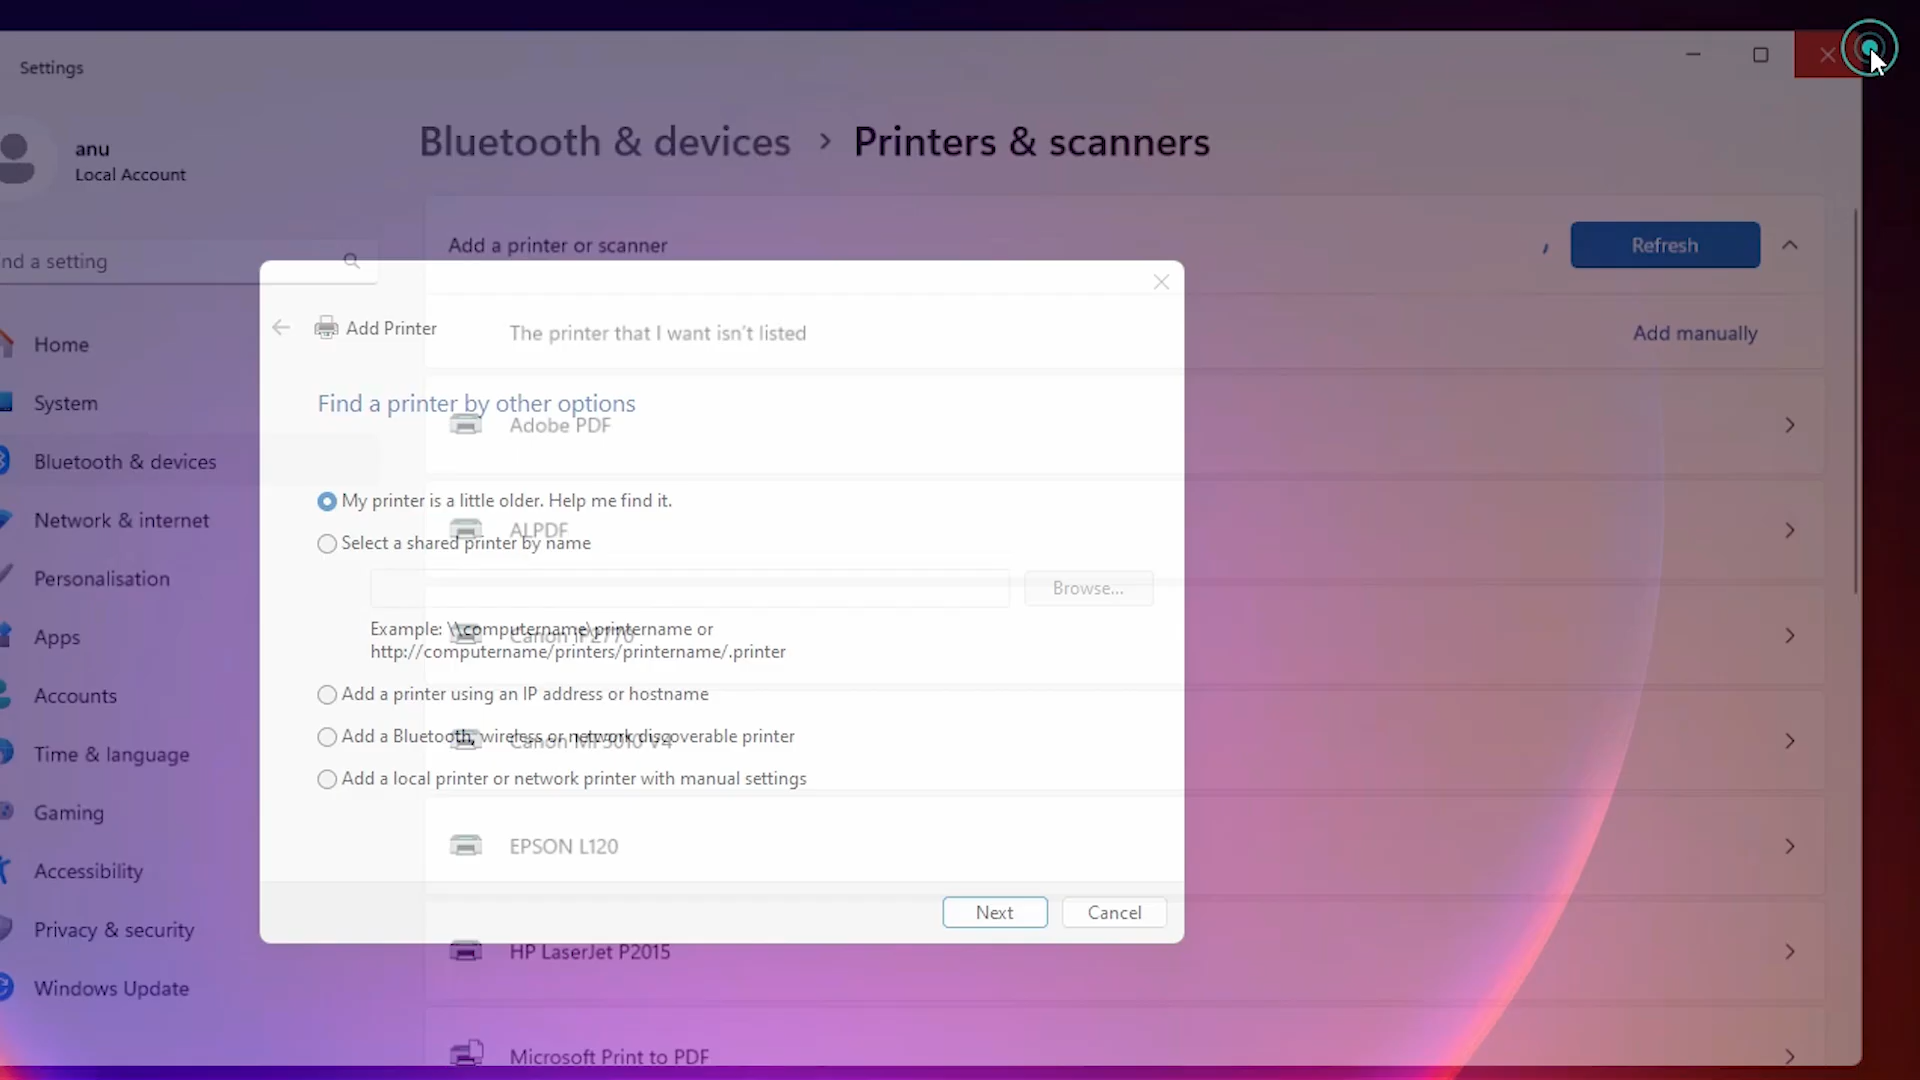 Settings
anu
Local Account
nd a setting
Home
System
Bluetooth & devices
Network & internet
Personalisation
Apps
Accounts
Time & language
Gaming
Accessibility
Privacy & security
Windows Update
Bluetooth & devices > Printers & scanners
Add a printer or scanner
Refresh
The printer that I want isn't listed
Add manually
Adobe PDF
ALPDF
Canon iP2770
Canon MF3010 V4
EPSON L120
HP LaserJet P2015
Microsoft Print to PDF
Add Printer
Find a printer by other options
My printer is a little older. Help me find it.
Select a shared printer by name
Browse...
Example: \\computername\printername or
http://computername/printers/printername/.printer
Add a printer using an IP address or hostname
Add a Bluetooth, wireless or network discoverable printer
Add a local printer or network printer with manual settings
Next
Cancel